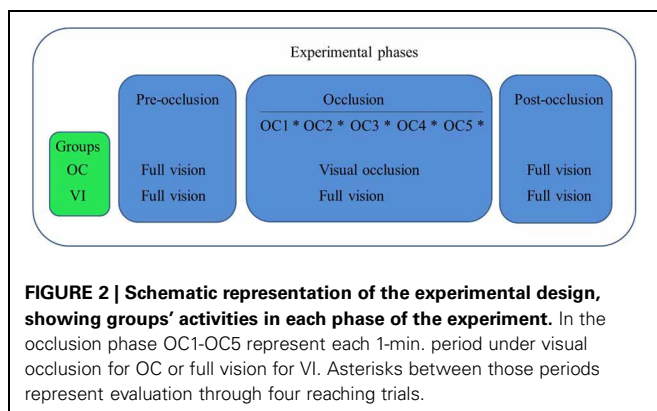 Experimental phases
Pre-occlusion Occlusion Post-occlusion
OC1 * OC2 * OC3 * OC4 * OC5 *
Groups
OC Full vision Visual occlusion Full vision
VI Full vision Full vision Full vision
FIGURE 2 | Schematic representation of the experimental design,
showing groups’ activities in each phase of the experiment. In the
occlusion phase OC1-OC5 represent each 1-min. period under visual
occlusion for OC or full vision for VI. Asterisks between those periods
represent evaluation through four reaching trials.